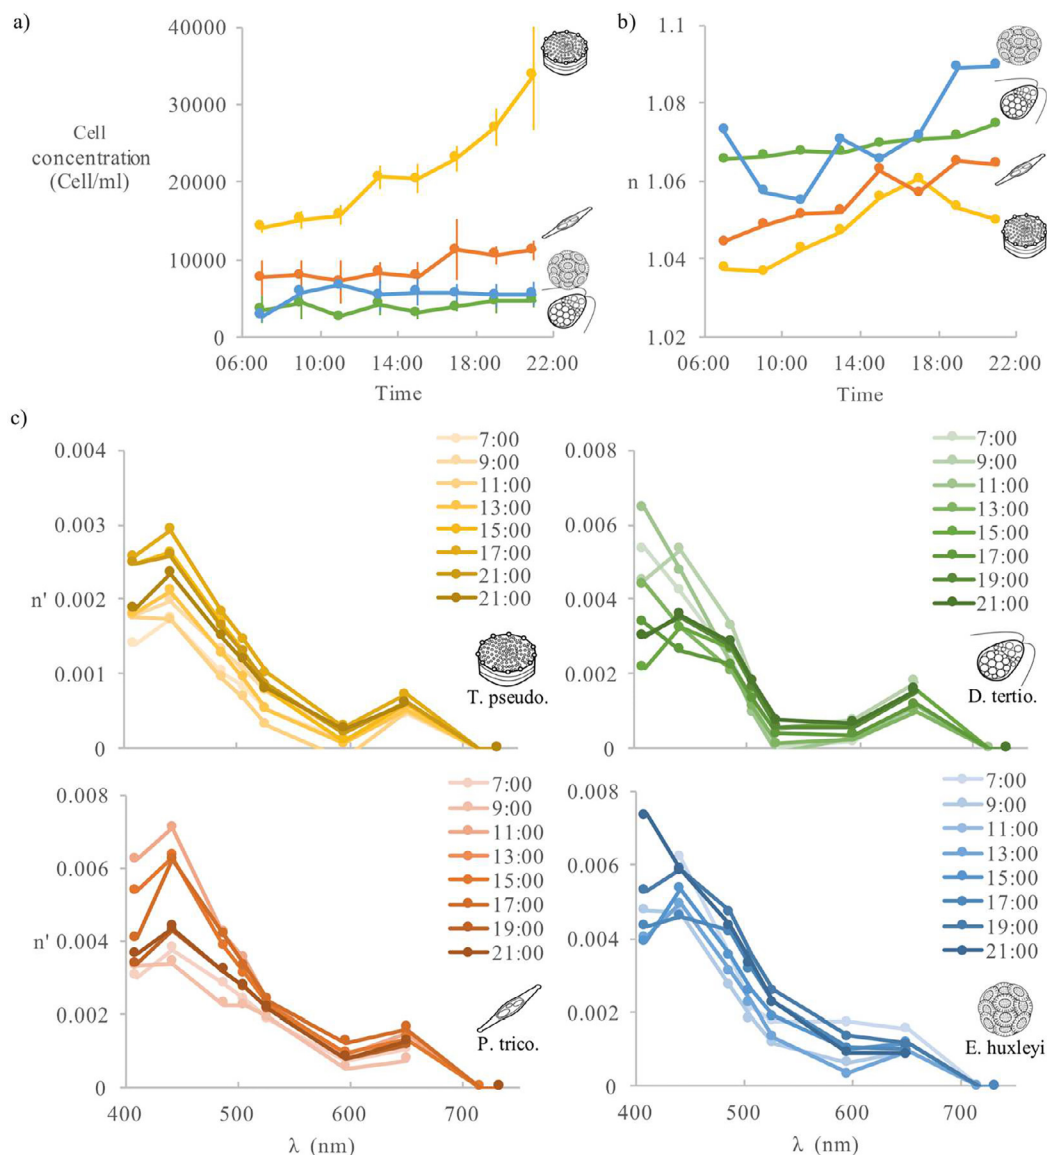 a)
40000
30000
20000
10000
0
Cell
concentration
(Cell/ml)
06:00 10:00 14:00 18:00 22:00
Time
b)
1.1
1.08
1.06
1.04
1.02
n
06:00 10:00 14:00 18:00 22:00
Time
c)
0.004
0.003
n' 0.002
0.001
0
7:00
9:00
11:00
13:00
15:00
17:00
21:00
21:00
T. pseudo.
500 600 700
0.008
0.006
0.004
0.002
0
7:00
9:00
11:00
13:00
15:00
17:00
19:00
21:00
D. tertio.
500 600 700
0.008
0.006
n' 0.004
0.002
0
7:00
9:00
11:00
13:00
15:00
17:00
19:00
21:00
P. trico.
400 500 600 700
λ (nm)
0.008
0.006
0.004
0.002
0
7:00
9:00
11:00
13:00
15:00
17:00
19:00
21:00
E. huxleyi
400 500 600 700
λ (nm)